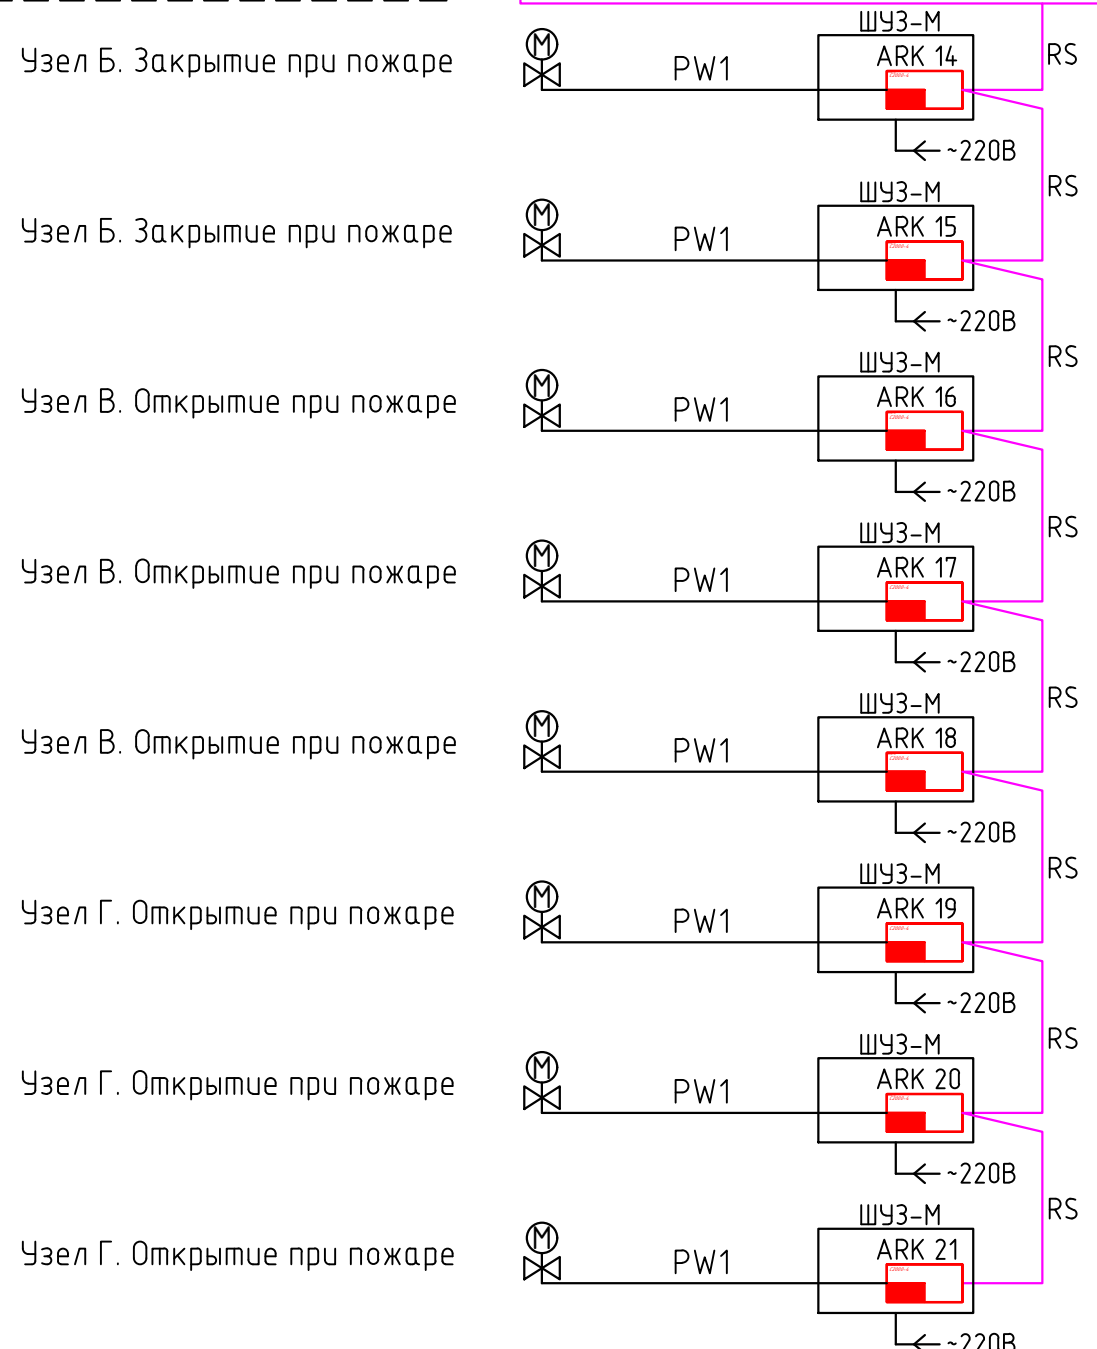 ШУЗ-М
Узел Б. Закрытие при пожаре
PW1
ARK 14
RS
~220В
ШУЗ-М
RS
Узел Б. Закрытие при пожаре
PW1
ARK 15
~220В
ШУЗ-М
RS
Узел В. Открытие при пожаре
PW1
ARK 16
~220В
ШУЗ-М
RS
Узел В. Открытие при пожаре
PW1
ARK 17
~220В
ШУЗ-М
RS
Узел В. Открытие при пожаре
PW1
ARK 18
~220В
ШУЗ-М
RS
Узел Г. Открытие при пожаре
PW1
ARK 19
~220В
ШУЗ-М
RS
Узел Г. Открытие при пожаре
PW1
ARK 20
~220В
ШУЗ-М
RS
Узел Г. Открытие при пожаре
PW1
ARK 21
~220В
М
М
М
М
М
М
М
М